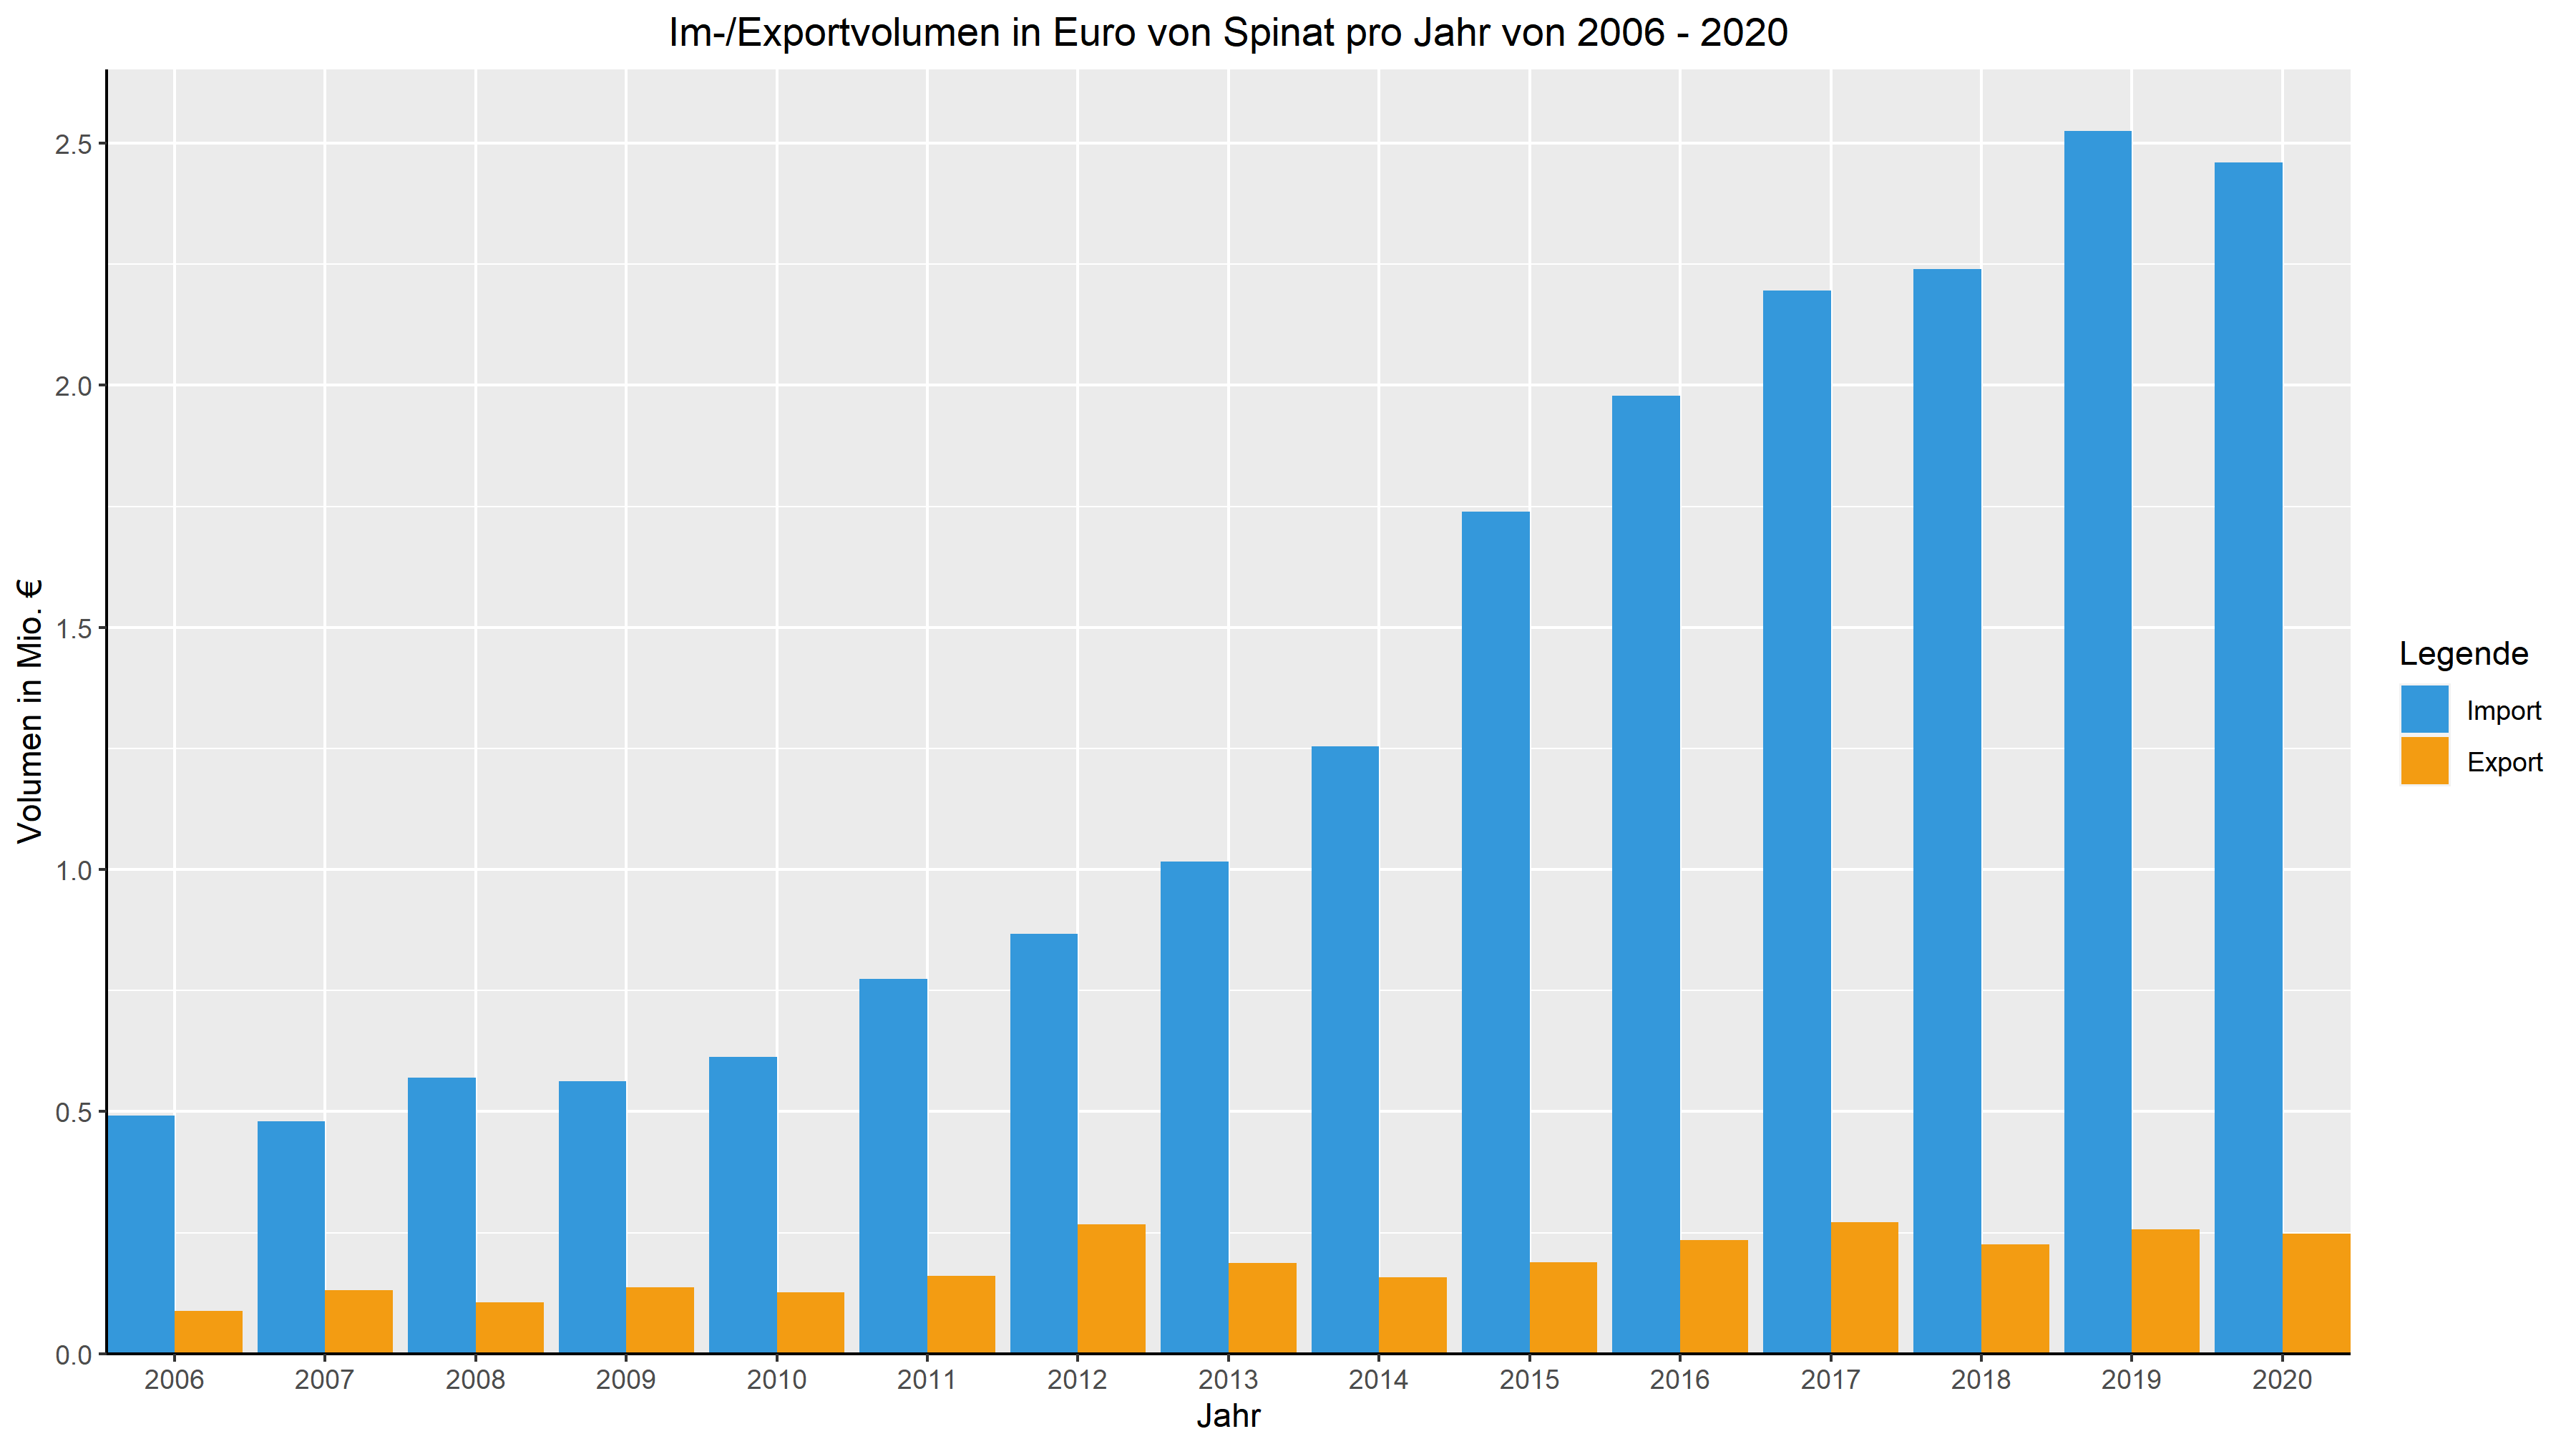 Im-/Exportvolumen in Euro von Spinat pro Jahr von 2006 - 2020
Volumen in Mio. €
2.5
2.0
1.5
1.0
0.5
0.0
2006 2007 2008 2009 2010 2011 2012 2013 2014 2015 2016 2017 2018 2019 2020
Jahr
Legende
Import
Export